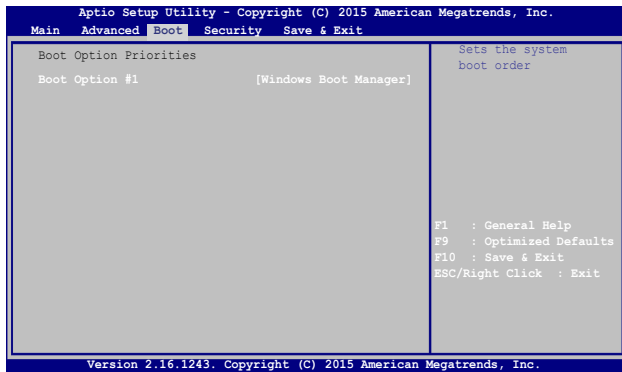 Aptio Setup Utility - Copyright (C) 2015 American Megatrends, Inc.
Main Advanced Boot Security Save & Exit
Boot Option Priorities
Boot Option #1 [Windows Boot Manager]
Sets the system
boot order
F1 : General Help
F9 : Optimized Defaults
F10 : Save & Exit
ESC/Right Click : Exit
Version 2.16.1243. Copyright (C) 2015 American Megatrends, Inc.